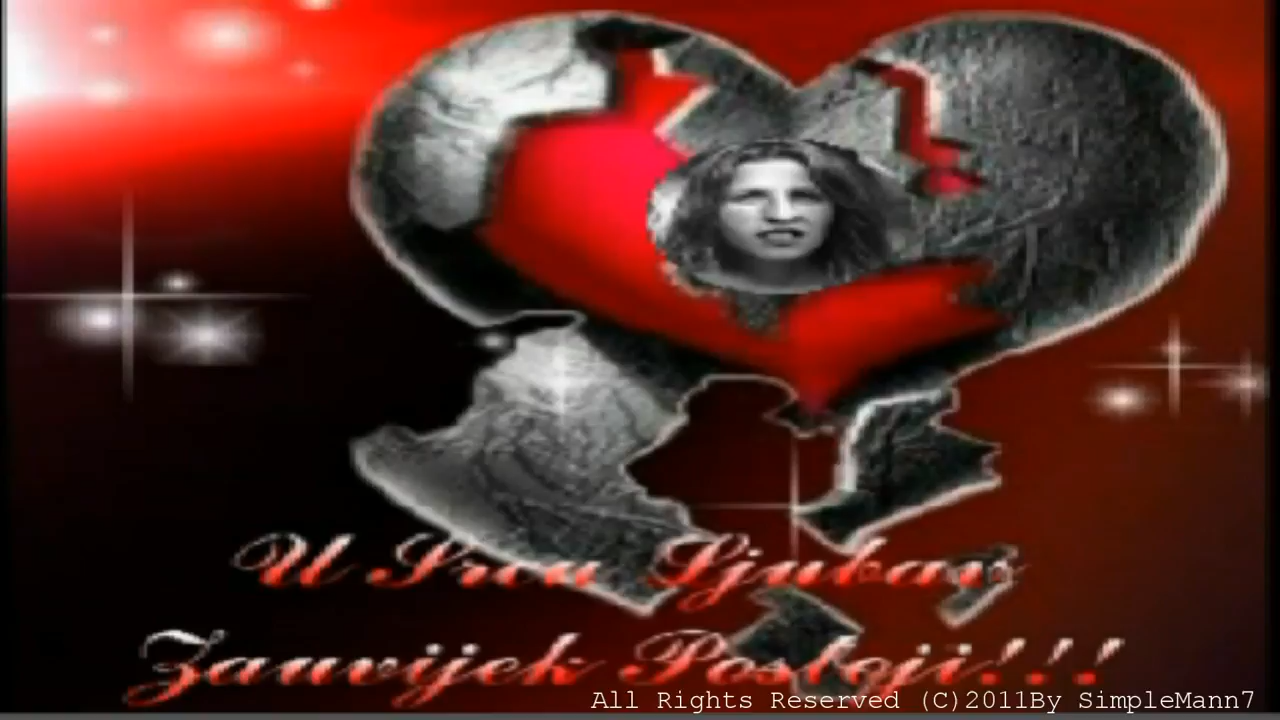 U Srcu Ljubav
Zauvijek Postoji!!!
All Rights Reserved (C)2011By SimpleMann7